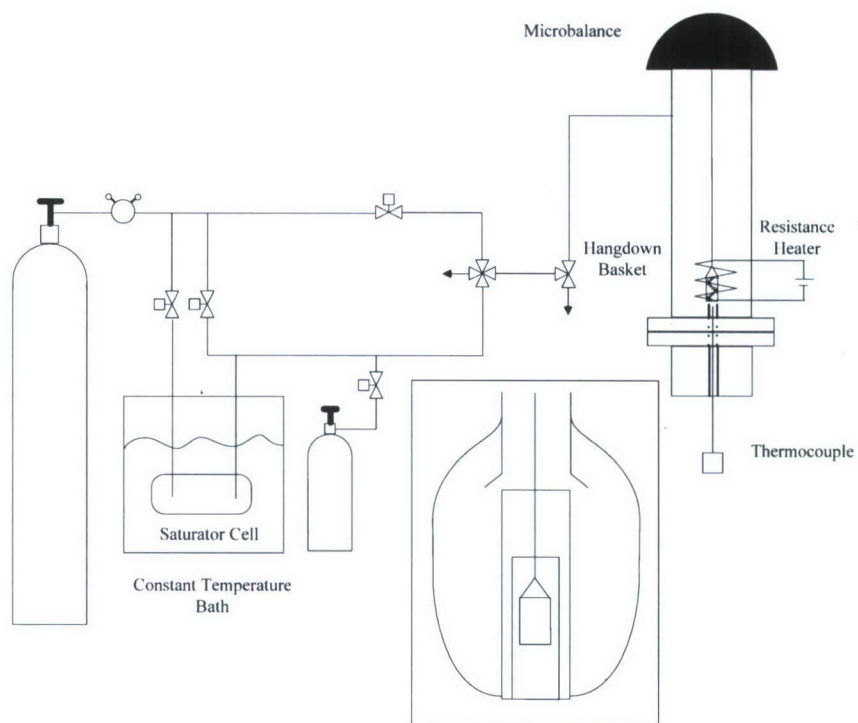 Microbalance
Resistance
Heater
Hangdown
Basket
Thermocouple
Saturator Cell
Constant Temperature
Bath